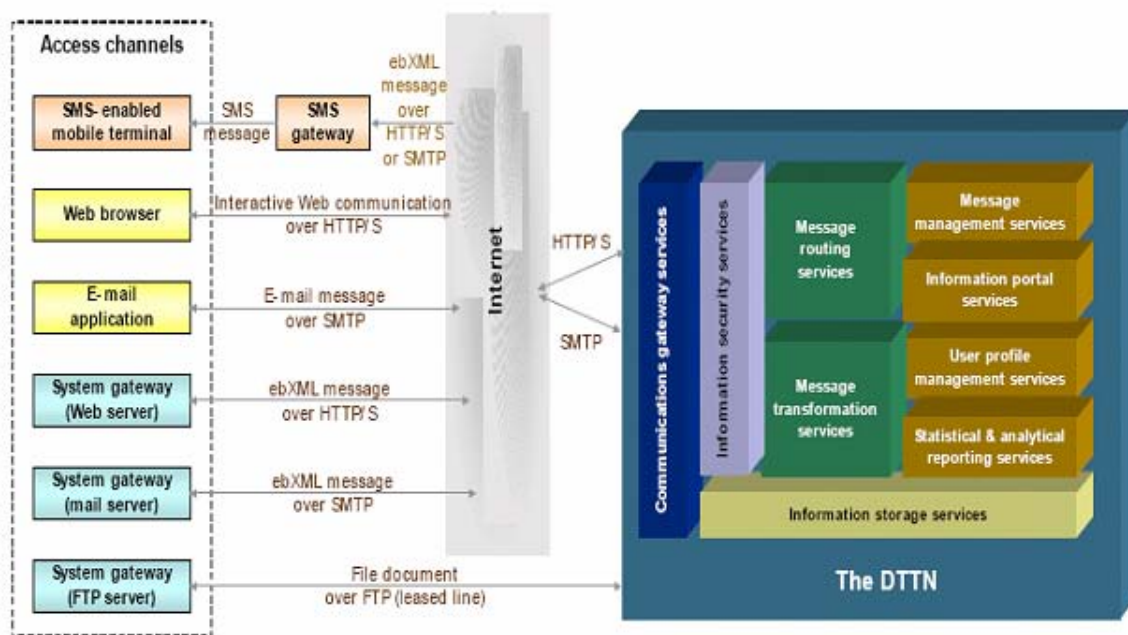 Access channels
SMS- enabled
mobile terminal
SMS
message
SMS
gateway
ebXML
message
over
HTTP/S
or SMTP
Web browser
Interactive Web communication
over HTTP/S
E-mail
application
E-mail message
over SMTP
System gateway
(Web server)
ebXML message
over HTTP/S
System gateway
(mail server)
ebXML message
over SMTP
System gateway
(FTP server)
File document
over FTP (leased line)
Internet
HTTP/S
SMTP
Communications gateway services
Information security services
Message
routing
services
Message
transformation
services
Message
management services
Information portal
services
User profile
management services
Statistical & analytical
reporting services
Information storage services
The DTTN